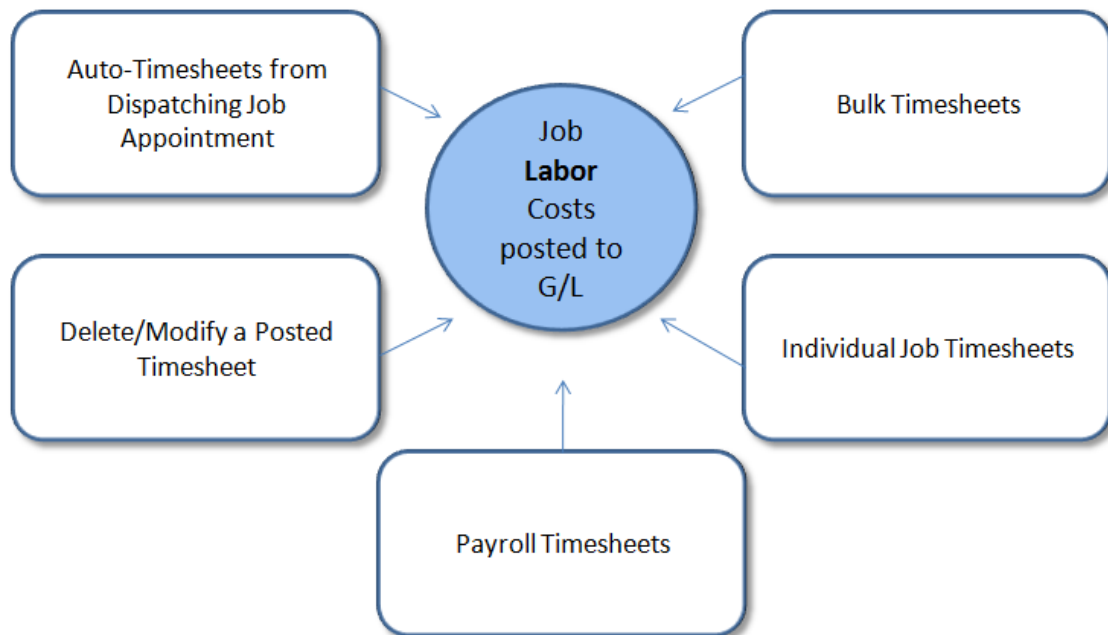 Auto-Timesheets from
Dispatching Job
Appointment
Job
Labor
Costs
posted to
G/L
Bulk Timesheets
Delete/Modify a Posted
Timesheet
Individual Job Timesheets
Payroll Timesheets